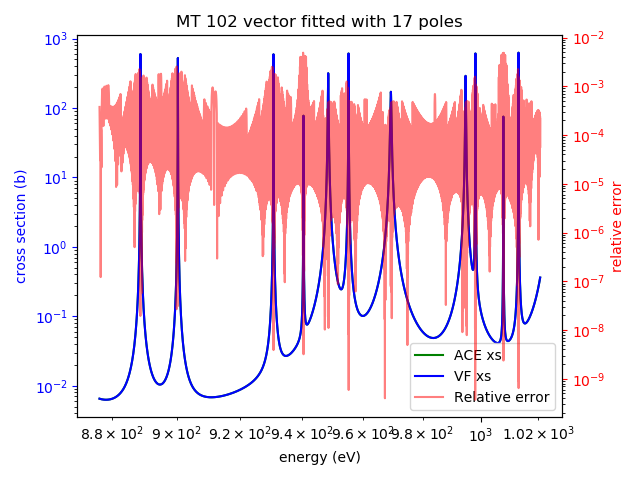 MT 102 vector fitted with 17 poles
10³
10²
10¹
10⁰
10⁻¹
10⁻²
cross section (b)
10⁻²
10⁻³
10⁻⁴
10⁻⁵
10⁻⁶
10⁻⁷
10⁻⁸
10⁻⁹
relative error
ACE xs
VF xs
Relative error
8.8 × 10² 9 × 10² 9.2 × 10² 9.4 × 10² 9.6 × 10² 9.8 × 10² 10³ 1.02 × 10³
energy (eV)